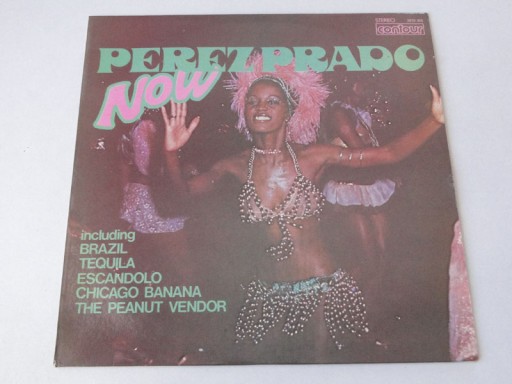 STEREO
contour
PEREZ PRADO
NOW
including
BRAZIL
TEQUILA
ESCANDOLO
CHICAGO BANANA
THE PEANUT VENDOR